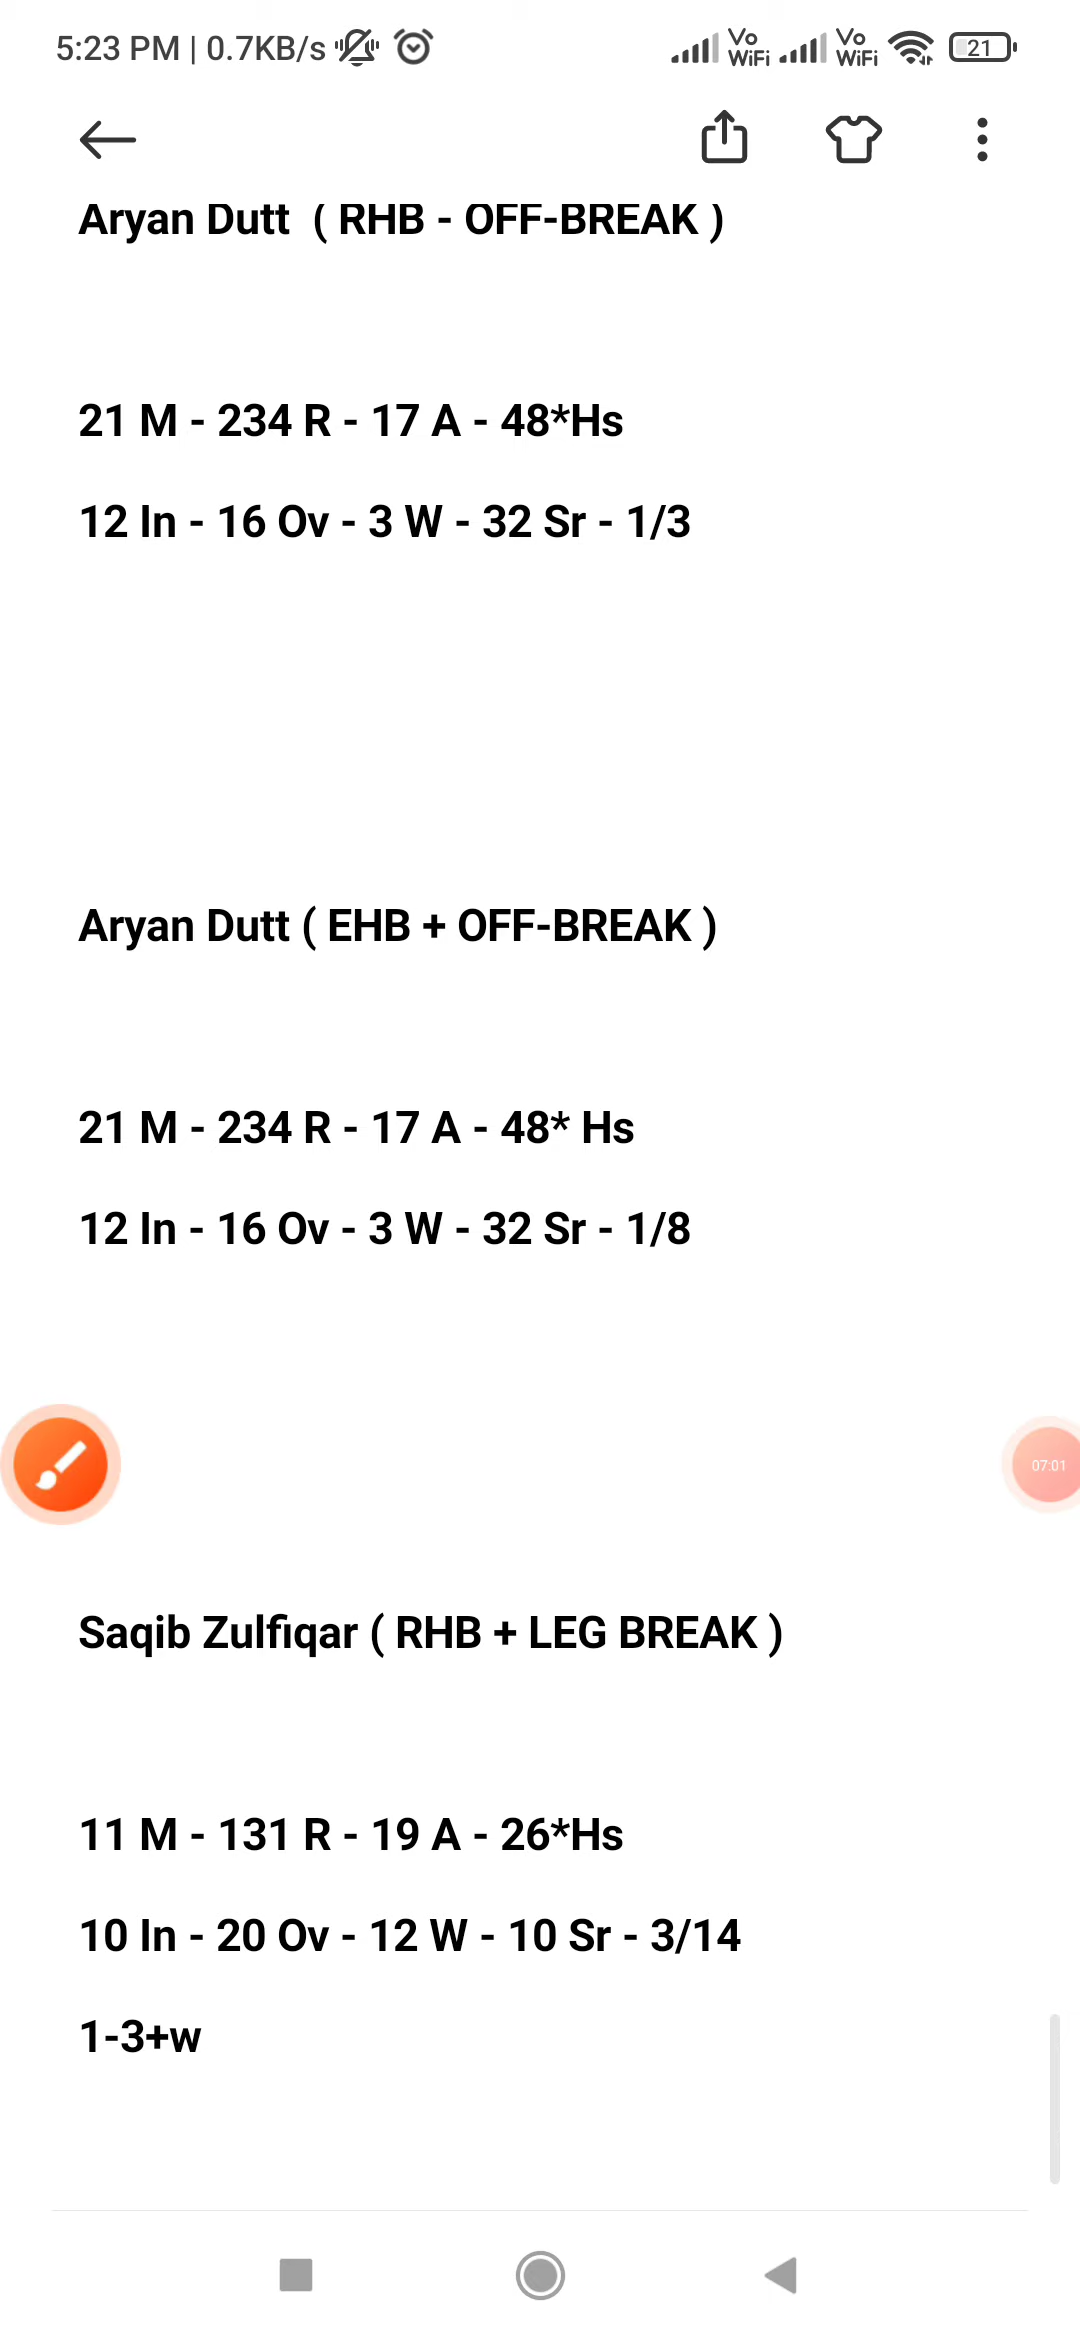 5:23 PM | 0.7KB/s
Vo WiFi Vo WiFi 21
Aryan Dutt ( RHB - OFF-BREAK )
21 M - 234 R - 17 A - 48*Hs
12 In - 16 Ov - 3 W - 32 Sr - 1/3
Aryan Dutt ( EHB + OFF-BREAK )
21 M - 234 R - 17 A - 48* Hs
12 In - 16 Ov - 3 W - 32 Sr - 1/8
07:01
Saqib Zulfiqar ( RHB + LEG BREAK )
11 M - 131 R - 19 A - 26*Hs
10 In - 20 Ov - 12 W - 10 Sr - 3/14
1-3+w